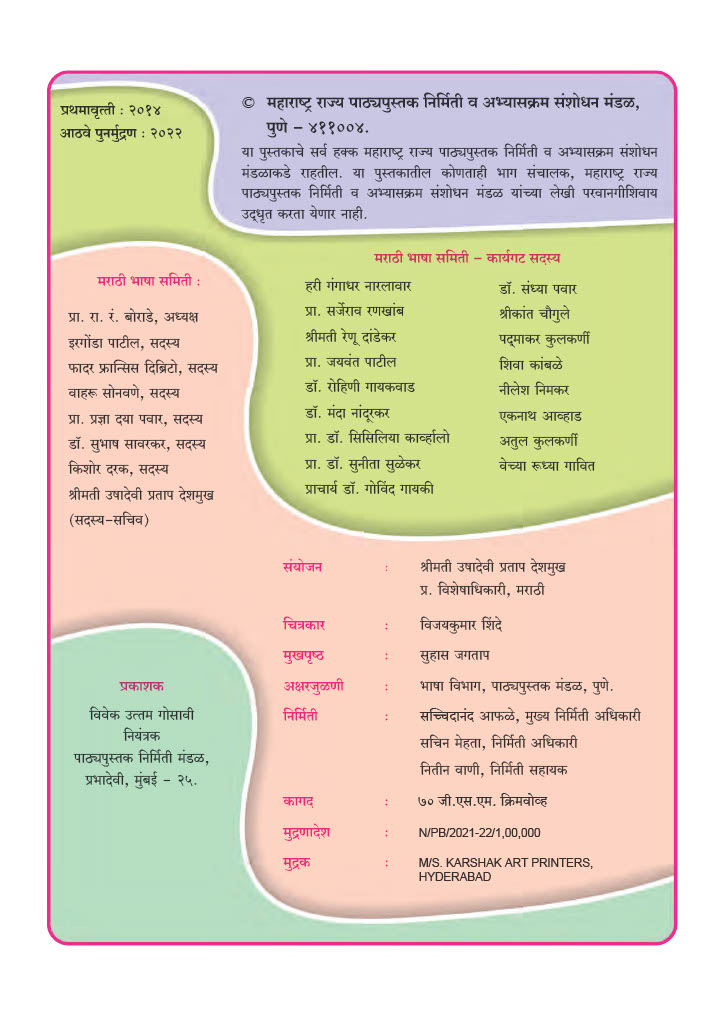 प्रथमावृत्ती : २०१४
आठवे पुनर्मुद्रण : २०२२
© महाराष्ट्र राज्य पाठ्यपुस्तक निर्मिती व अभ्यासक्रम संशोधन मंडळ,
पुणे – ४११००४.
या पुस्तकाचे सर्व हक्क महाराष्ट्र राज्य पाठ्यपुस्तक निर्मिती व अभ्यासक्रम संशोधन
मंडळाकडे राहतील. या पुस्तकातील कोणताही भाग संचालक, महाराष्ट्र राज्य
पाठ्यपुस्तक निर्मिती व अभ्यासक्रम संशोधन मंडळ यांच्या लेखी परवानगीशिवाय
उद्धृत करता येणार नाही.
मराठी भाषा समिती :
प्रा. रा. रं. बोराडे, अध्यक्ष
इरगोंडा पाटील, सदस्य
फादर फ्रान्सिस दिब्रिटो, सदस्य
वाहरू सोनवणे, सदस्य
प्रा. प्रज्ञा दया पवार, सदस्य
डॉ. सुभाष सावरकर, सदस्य
किशोर दरक, सदस्य
श्रीमती उषादेवी प्रताप देशमुख
(सदस्य-सचिव)
मराठी भाषा समिती – कार्यगट सदस्य
हरी गंगाधर नारलावार
प्रा. सर्जेराव रणखांब
श्रीमती रेणू दांडेकर
प्रा. जयवंत पाटील
डॉ. रोहिणी गायकवाड
डॉ. मंदा नांदूरकर
प्रा. डॉ. सिसिलिया कार्व्हालो
प्रा. डॉ. सुनीता सुळेकर
प्राचार्य डॉ. गोविंद गायकी
डॉ. संध्या पवार
श्रीकांत चौगुले
पद्‌माकर कुलकर्णी
शिवा कांबळे
नीलेश निमकर
एकनाथ आव्हाड
अतुल कुलकर्णी
वेच्या रूध्या गावित
संयोजन : श्रीमती उषादेवी प्रताप देशमुख
प्र. विशेषाधिकारी, मराठी
चित्रकार : विजयकुमार शिंदे
मुखपृष्ठ : सुहास जगताप
अक्षरजुळणी : भाषा विभाग, पाठ्यपुस्तक मंडळ, पुणे.
निर्मिती : सच्चिदानंद आफळे, मुख्य निर्मिती अधिकारी
सचिन मेहता, निर्मिती अधिकारी
नितीन वाणी, निर्मिती सहायक
कागद : ७० जी.एस.एम. क्रिमवोव्ह
मुद्रणादेश : N/PB/2021-22/1,00,000
मुद्रक : M/S. KARSHAK ART PRINTERS,
HYDERABAD
प्रकाशक
विवेक उत्तम गोसावी
नियंत्रक
पाठ्यपुस्तक निर्मिती मंडळ,
प्रभादेवी, मुंबई – २५.